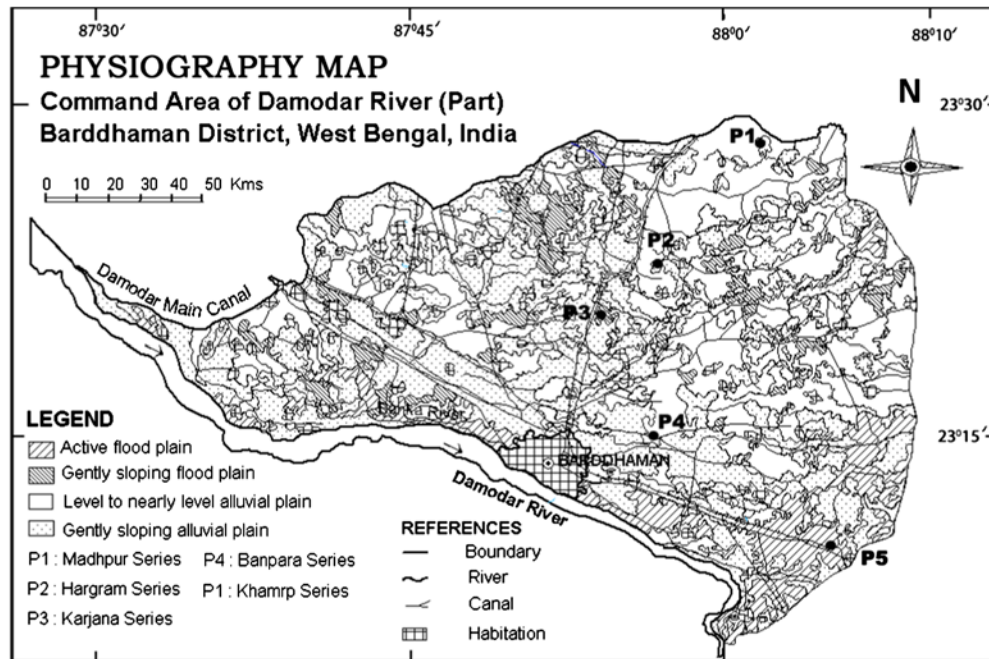 87°30′ 87°45′ 88°0′ 88°10′
PHYSIOGRAPHY MAP
Command Area of Damodar River (Part)
Barddhaman District, West Bengal, India
0 10 20 30 40 50 Kms
N
23°30′
P1
P2
P3
Damodar Main Canal
Banka River
P4
23°15′
BARDDHAMAN
Damodar River
P5
LEGEND
Active flood plain
Gently sloping flood plain
Level to nearly level alluvial plain
Gently sloping alluvial plain
P1 : Madhpur Series P4 : Banpara Series
P2 : Hargram Series P1 : Khamrp Series
P3 : Karjana Series
REFERENCES
Boundary
River
Canal
Habitation